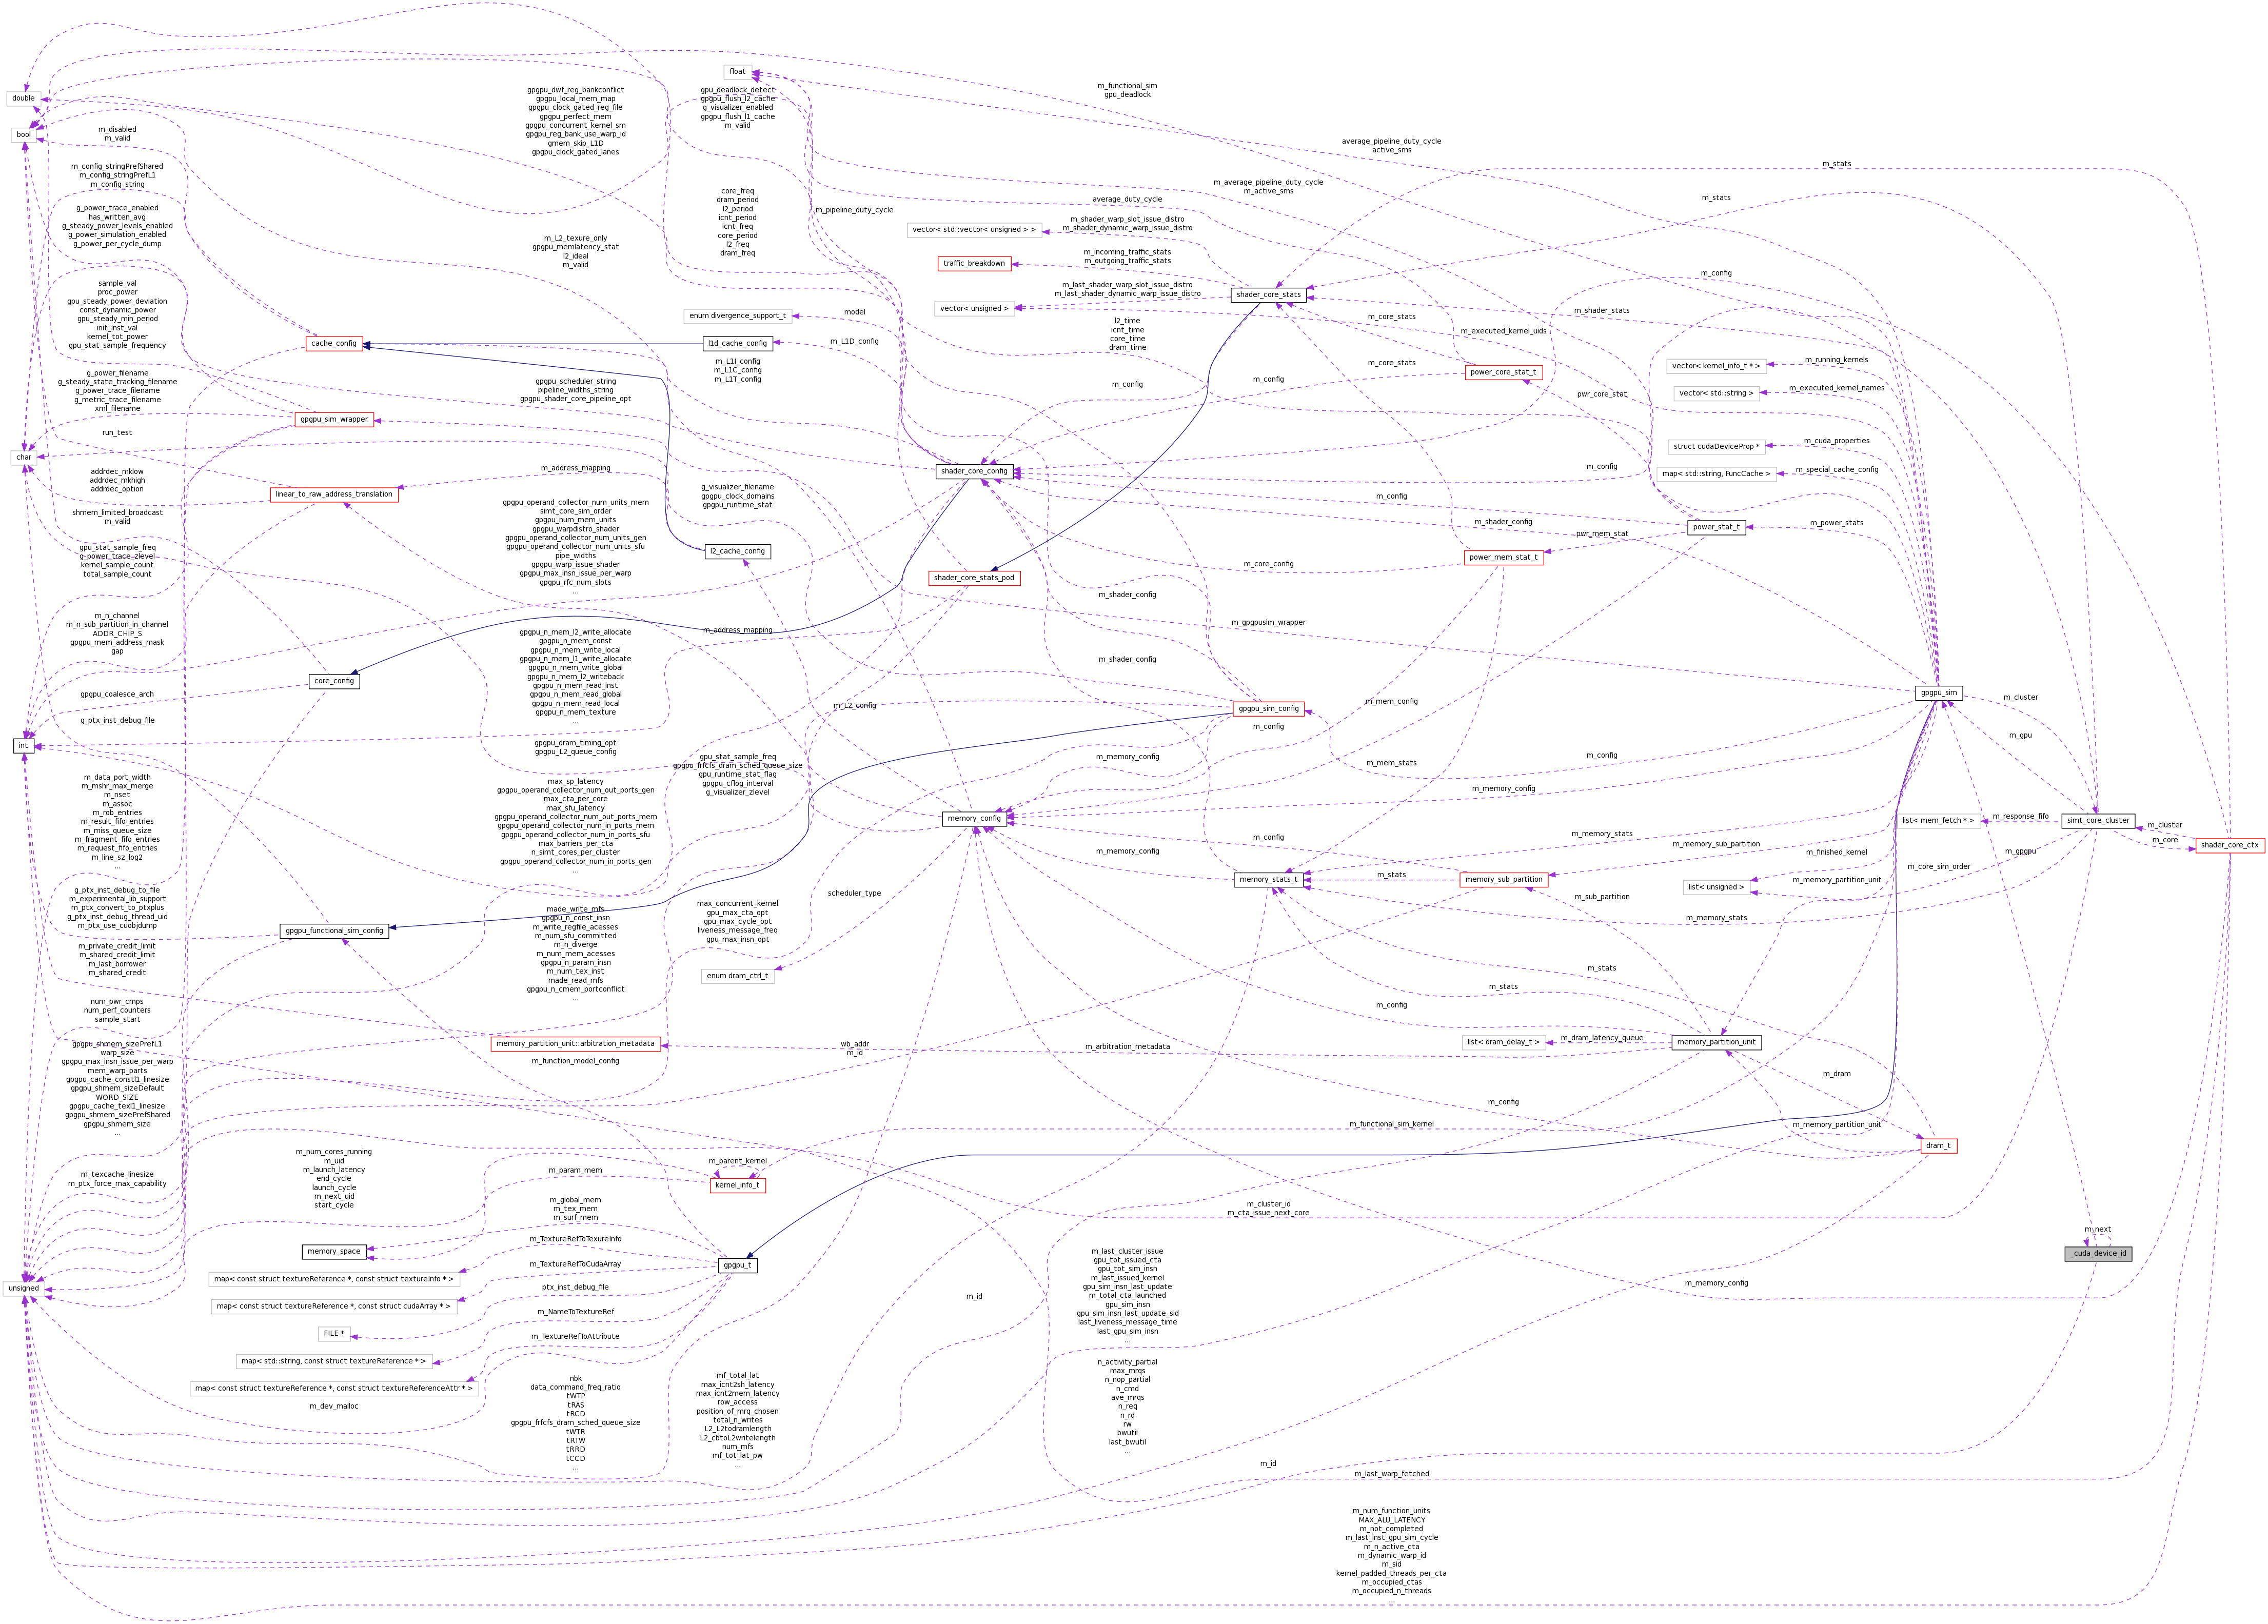 double
bool
m_disabled
m_valid
m_config_stringPrefShared
m_config_stringPrefL1
m_config_string
g_power_trace_enabled
has_written_avg
g_steady_power_levels_enabled
g_power_simulation_enabled
g_power_per_cycle_dump
sample_val
proc_power
gpu_steady_power_deviation
const_dynamic_power
gpu_steady_min_period
init_inst_val
kernel_tot_power
gpu_stat_sample_frequency
g_power_filename
g_steady_state_tracking_filename
g_power_trace_filename
g_metric_trace_filename
xml_filename
run_test
char
addrdec_mklow
addrdec_mkhigh
addrdec_option
shmem_limited_broadcast
m_valid
gpu_stat_sample_freq
g_power_trace_zlevel
kernel_sample_count
total_sample_count
m_n_channel
m_n_sub_partition_in_channel
ADDR_CHIP_S
gpgpu_mem_address_mask
gap
gpgpu_coalesce_arch
g_ptx_inst_debug_file
int
m_data_port_width
m_mshr_max_merge
m_nset
m_assoc
m_rob_entries
m_result_fifo_entries
m_miss_queue_size
m_fragment_fifo_entries
m_request_fifo_entries
m_line_sz_log2
...
g_ptx_inst_debug_to_file
m_experimental_lib_support
m_ptx_convert_to_ptxplus
g_ptx_inst_debug_thread_uid
m_ptx_use_cuobjdump
m_private_credit_limit
m_shared_credit_limit
m_last_borrower
m_shared_credit
num_pwr_cmps
num_perf_counters
sample_start
gpgpu_shmem_sizePrefL1
warp_size
gpgpu_max_insn_issue_per_warp
mem_warp_parts
gpgpu_cache_constl1_linesize
gpgpu_shmem_sizeDefault
WORD_SIZE
gpgpu_cache_texl1_linesize
gpgpu_shmem_sizePrefShared
gpgpu_shmem_size
...
m_texcache_linesize
m_ptx_force_max_capability
unsigned
cache_config
gpgpu_sim_wrapper
linear_to_raw_address_translation
core_config
gpgpu_functional_sim_config
m_num_cores_running
m_uid
m_launch_latency
end_cycle
launch_cycle
m_next_uid
start_cycle
memory_space
map< const struct textureReference *, const struct textureInfo * >
map< const struct textureReference *, const struct cudaArray * >
FILE *
map< std::string, const struct textureReference * >
map< const struct textureReference *, const struct textureReferenceAttr * >
m_dev_malloc
gpgpu_dwf_reg_bankconflict
gpgpu_local_mem_map
gpgpu_clock_gated_reg_file
gpgpu_perfect_mem
gpgpu_concurrent_kernel_sm
gpgpu_reg_bank_use_warp_id
gmem_skip_L1D
gpgpu_clock_gated_lanes
m_L2_texure_only
gpgpu_memlatency_stat
l2_ideal
m_valid
gpgpu_scheduler_string
pipeline_widths_string
gpgpu_shader_core_pipeline_opt
m_address_mapping
gpgpu_operand_collector_num_units_mem
simt_core_sim_order
gpgpu_num_mem_units
gpgpu_warpdistro_shader
gpgpu_operand_collector_num_units_gen
gpgpu_operand_collector_num_units_sfu
pipe_widths
gpgpu_warp_issue_shader
gpgpu_max_insn_issue_per_warp
gpgpu_rfc_num_slots
...
gpgpu_n_mem_l2_write_allocate
gpgpu_n_mem_const
gpgpu_n_mem_write_local
gpgpu_n_mem_l1_write_allocate
gpgpu_n_mem_write_global
gpgpu_n_mem_l2_writeback
gpgpu_n_mem_read_inst
gpgpu_n_mem_read_global
gpgpu_n_mem_read_local
gpgpu_n_mem_texture
...
gpgpu_dram_timing_opt
gpgpu_L2_queue_config
max_sp_latency
gpgpu_operand_collector_num_out_ports_gen
max_cta_per_core
max_sfu_latency
gpgpu_operand_collector_num_out_ports_mem
gpgpu_operand_collector_num_in_ports_mem
gpgpu_operand_collector_num_in_ports_sfu
max_barriers_per_cta
n_simt_cores_per_cluster
gpgpu_operand_collector_num_in_ports_gen
...
made_write_mfs
gpgpu_n_const_insn
m_write_regfile_acesses
m_num_sfu_committed
m_n_diverge
m_num_mem_acesses
gpgpu_n_param_insn
m_num_tex_inst
made_read_mfs
gpgpu_n_cmem_portconflict
...
memory_partition_unit::arbitration_metadata
m_function_model_config
m_param_mem
m_global_mem
m_tex_mem
m_surf_mem
m_TextureRefToTexureInfo
m_TextureRefToCudaArray
ptx_inst_debug_file
m_NameToTextureRef
m_TextureRefToAttribute
nbk
data_command_freq_ratio
tWTP
tRAS
tRCD
gpgpu_frfcfs_dram_sched_queue_size
tWTR
tRTW
tRRD
tCCD
...
float
gpu_deadlock_detect
gpgpu_flush_l2_cache
g_visualizer_enabled
gpgpu_flush_l1_cache
m_valid
core_freq
dram_period
l2_period
icnt_period
icnt_freq
core_period
l2_freq
dram_freq
enum divergence_support_t
l1d_cache_config
m_L1I_config
m_L1C_config
m_L1T_config
g_visualizer_filename
gpgpu_clock_domains
gpgpu_runtime_stat
l2_cache_config
m_address_mapping
gpu_stat_sample_freq
gpgpu_frfcfs_dram_sched_queue_size
gpu_runtime_stat_flag
gpgpu_cflog_interval
g_visualizer_zlevel
max_concurrent_kernel
gpu_max_cta_opt
gpu_max_cycle_opt
liveness_message_freq
gpu_max_insn_opt
enum dram_ctrl_t
m_parent_kernel
kernel_info_t
gpgpu_t
mf_total_lat
max_icnt2sh_latency
max_icnt2mem_latency
row_access
position_of_mrq_chosen
total_n_writes
L2_L2todramlength
L2_cbtoL2writelength
num_mfs
mf_tot_lat_pw
...
m_pipeline_duty_cycle
model
m_L1D_config
m_L2_config
scheduler_type
wb_addr
m_id
vector< std::vector< unsigned > >
traffic_breakdown
vector< unsigned >
shader_core_config
shader_core_stats_pod
memory_config
m_id
m_functional_sim
gpu_deadlock
average_duty_cycle
m_shader_warp_slot_issue_distro
m_shader_dynamic_warp_issue_distro
m_incoming_traffic_stats
m_outgoing_traffic_stats
m_last_shader_warp_slot_issue_distro
m_last_shader_dynamic_warp_issue_distro
l2_time
icnt_time
core_time
dram_time
m_config
m_shader_config
m_shader_config
m_memory_config
m_memory_config
m_arbitration_metadata
m_last_cluster_issue
gpu_tot_issued_cta
gpu_tot_sim_insn
m_last_issued_kernel
gpu_sim_insn_last_update
m_total_cta_launched
gpu_sim_insn
gpu_sim_insn_last_update_sid
last_liveness_message_time
last_gpu_sim_insn
...
n_activity_partial
max_mrqs
n_nop_partial
n_cmd
ave_mrqs
n_req
n_rd
rw
bwutil
last_bwutil
...
m_average_pipeline_duty_cycle
m_active_sms
shader_core_stats
m_config
m_core_config
m_gpgpusim_wrapper
gpgpu_sim_config
m_config
m_config
memory_stats_t
m_cluster_id
m_cta_issue_next_core
m_id
average_pipeline_duty_cycle
active_sms
m_core_stats
m_core_stats
m_config
m_mem_config
m_mem_stats
m_stats
m_config
m_functional_sim_kernel
m_last_warp_fetched
m_num_function_units
MAX_ALU_LATENCY
m_not_completed
m_last_inst_gpu_sim_cycle
m_n_active_cta
m_dynamic_warp_id
m_sid
kernel_padded_threads_per_cta
m_occupied_ctas
m_occupied_n_threads
...
m_executed_kernel_uids
power_core_stat_t
power_mem_stat_t
m_shader_config
m_memory_config
memory_sub_partition
m_stats
m_config
list< dram_delay_t >
pwr_core_stat
pwr_mem_stat
m_config
m_config
m_memory_stats
m_sub_partition
m_stats
m_dram_latency_queue
m_stats
m_config
m_shader_stats
vector< kernel_info_t * >
vector< std::string >
struct cudaDeviceProp *
map< std::string, FuncCache >
power_stat_t
m_memory_sub_partition
list< unsigned >
m_memory_stats
memory_partition_unit
m_memory_config
m_stats
m_stats
m_running_kernels
m_executed_kernel_names
m_cuda_properties
m_special_cache_config
m_power_stats
m_finished_kernel
m_memory_partition_unit
m_dram
m_memory_partition_unit
gpgpu_sim
list< mem_fetch * >
m_core_sim_order
dram_t
m_cluster
m_gpu
m_response_fifo
m_gpgpu
simt_core_cluster
m_next
_cuda_device_id
m_cluster
m_core
shader_core_ctx